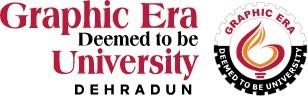 Graphic Era
Deemed to be
University
DEHRADUN
GRAPHIC ERA
DEEMED TO BE UNIVERSITY